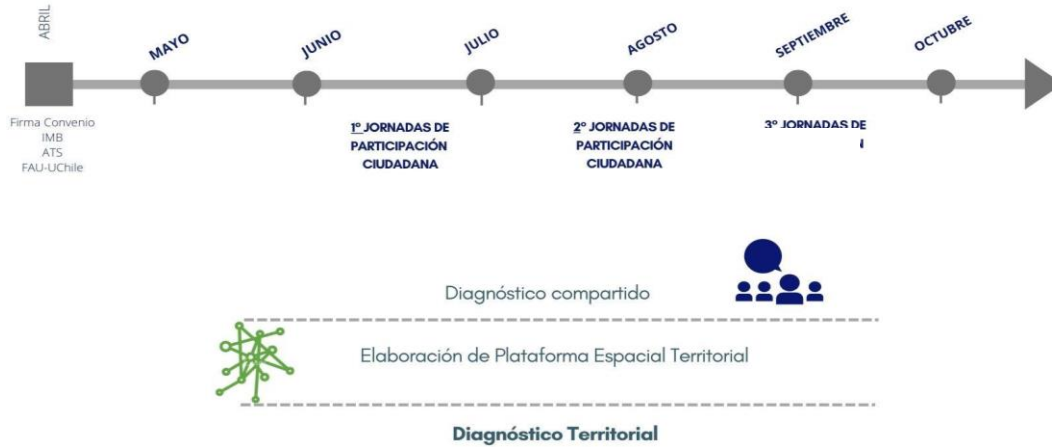 ABRIL
MAYO
JUNIO
JULIO
AGOSTO
SEPTIEMBRE
OCTUBRE
Firma Convenio
IMB
ATS
FAU-UChile
1º JORNADAS DE
PARTICIPACIÓN
CIUDADANA
2º JORNADAS DE
PARTICIPACIÓN
CIUDADANA
3º JORNADAS DE
Diagnóstico compartido
Elaboración de Plataforma Espacial Territorial
Diagnóstico Territorial